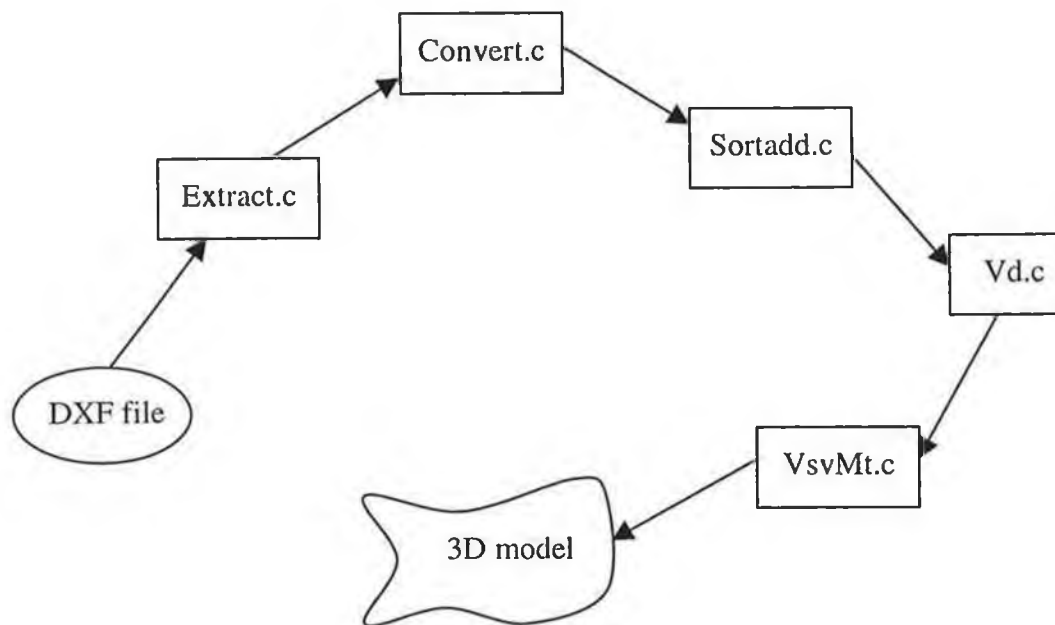 Convert.c
Sortadd.c
Extract.c
Vd.c
DXF file
VsvMt.c
3D model